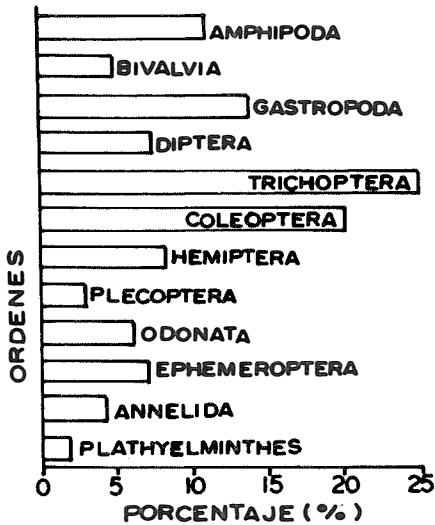 AMPHIPODA
BIVALVIA
GASTROPODA
DIPTERA
TRICHOPTERA
COLEOPTERA
HEMIPTERA
PLECOPTERA
ODONATA
EPHEMEROPTERA
ANNELIDA
PLATHYELMINTHES
ORDENES
0 5 10 15 20 25
PORCENTAJE (%)